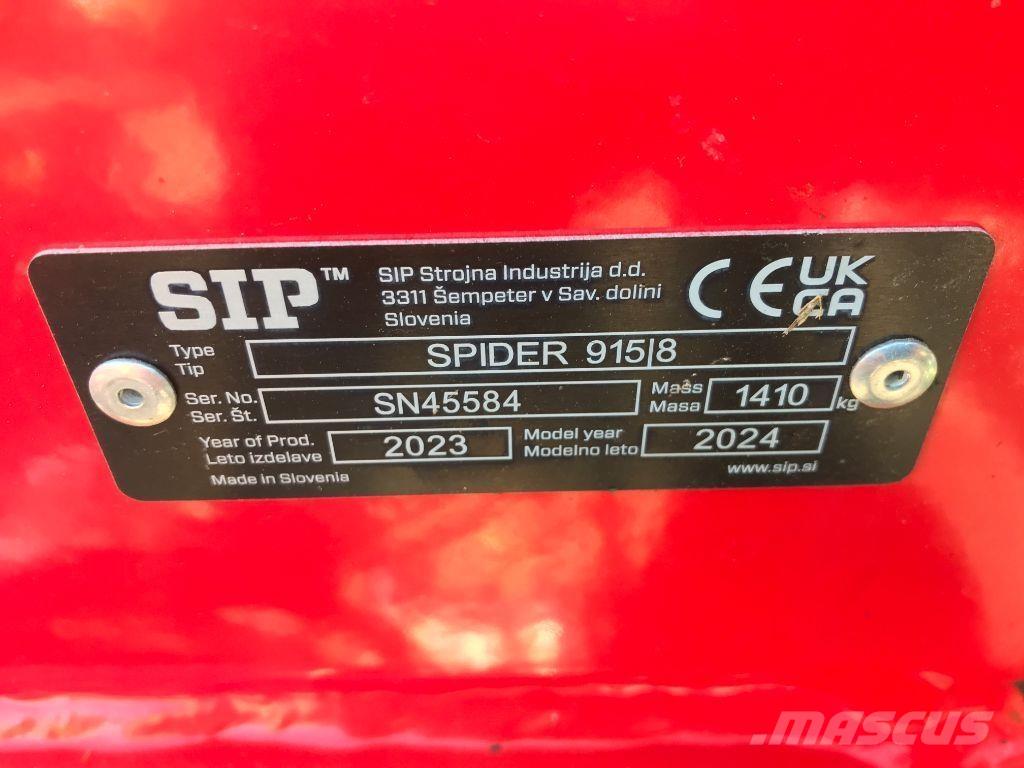 SIP™
SIP Strojna Industrija d.d.
3311 Šempeter v Sav. dolini
Slovenia
CE UK
CA
Type
Tip
SPIDER 915|8
Ser. No.
Ser. Št.
SN45584
Mass
Masa
1410 kg
Year of Prod.
Leto izdelave
2023
Model year
Modelno leto
2024
Made in Slovenia
www.sip.si
MASCUS